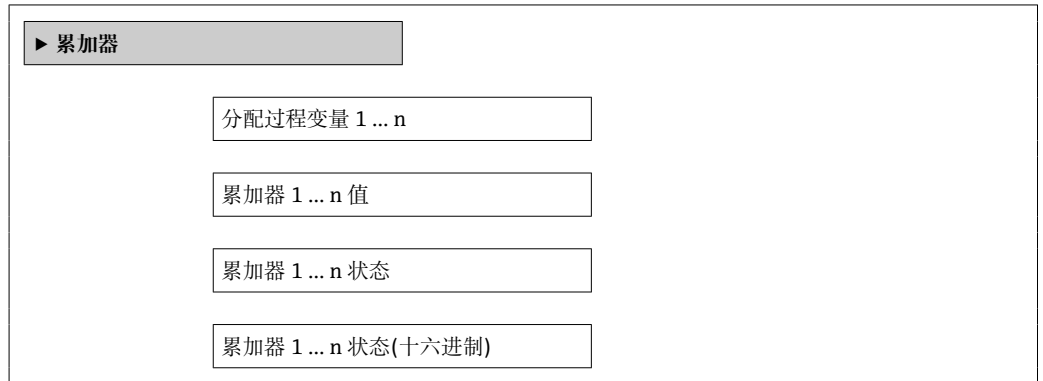 ► 累加器
分配过程变量 1 … n
累加器 1 … n 值
累加器 1 … n 状态
累加器 1 … n 状态(十六进制)